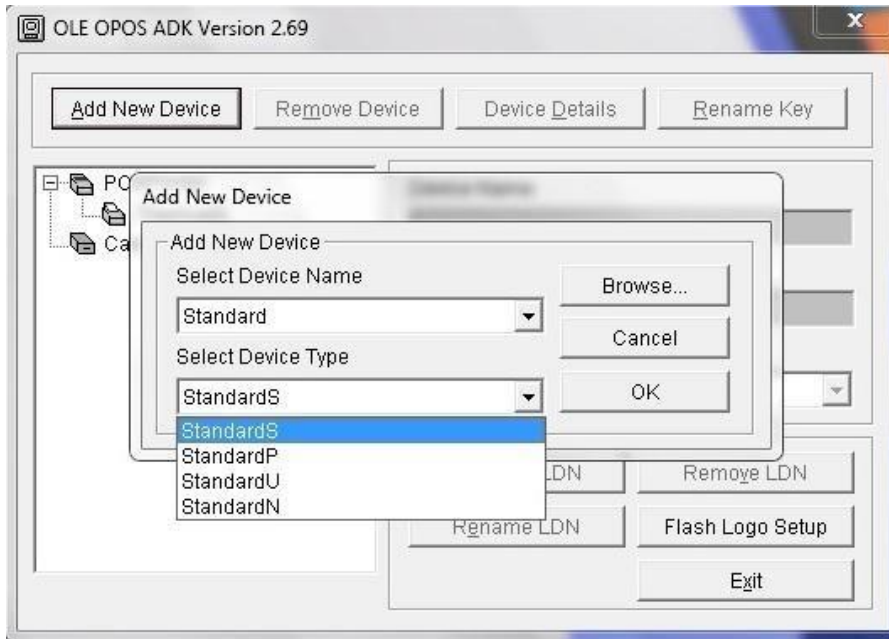 OLE OPOS ADK Version 2.69
x
Add New Device
Remove Device
Device Details
Rename Key
Add New Device
Add New Device
Select Device Name
Standard
Select Device Type
StandardS
StandardS
StandardP
StandardU
StandardN
Browse...
Cancel
OK
LDN
Remove LDN
Rename LDN
Flash Logo Setup
Exit